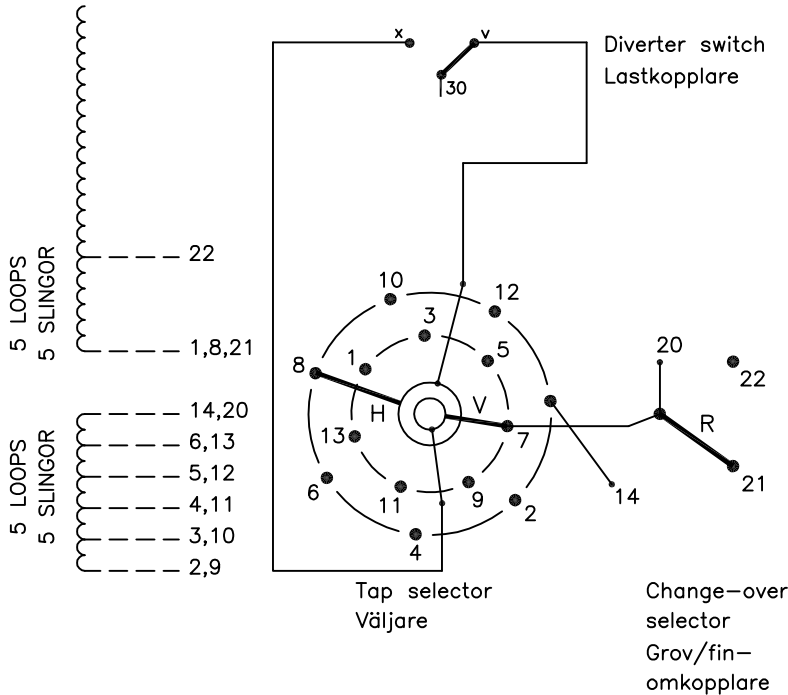 x
v
30
Diverter switch
Lastkopplare
5 LOOPS
5 SLINGOR
22
1,8,21
14,20
6,13
5,12
4,11
3,10
2,9
5 LOOPS
5 SLINGOR
10
12
3
1
5
8
H
V
7
13
6
11
9
2
4
14
20
22
R
21
Tap selector
Väljare
Change-over
selector
Grov/fin-
omkopplare